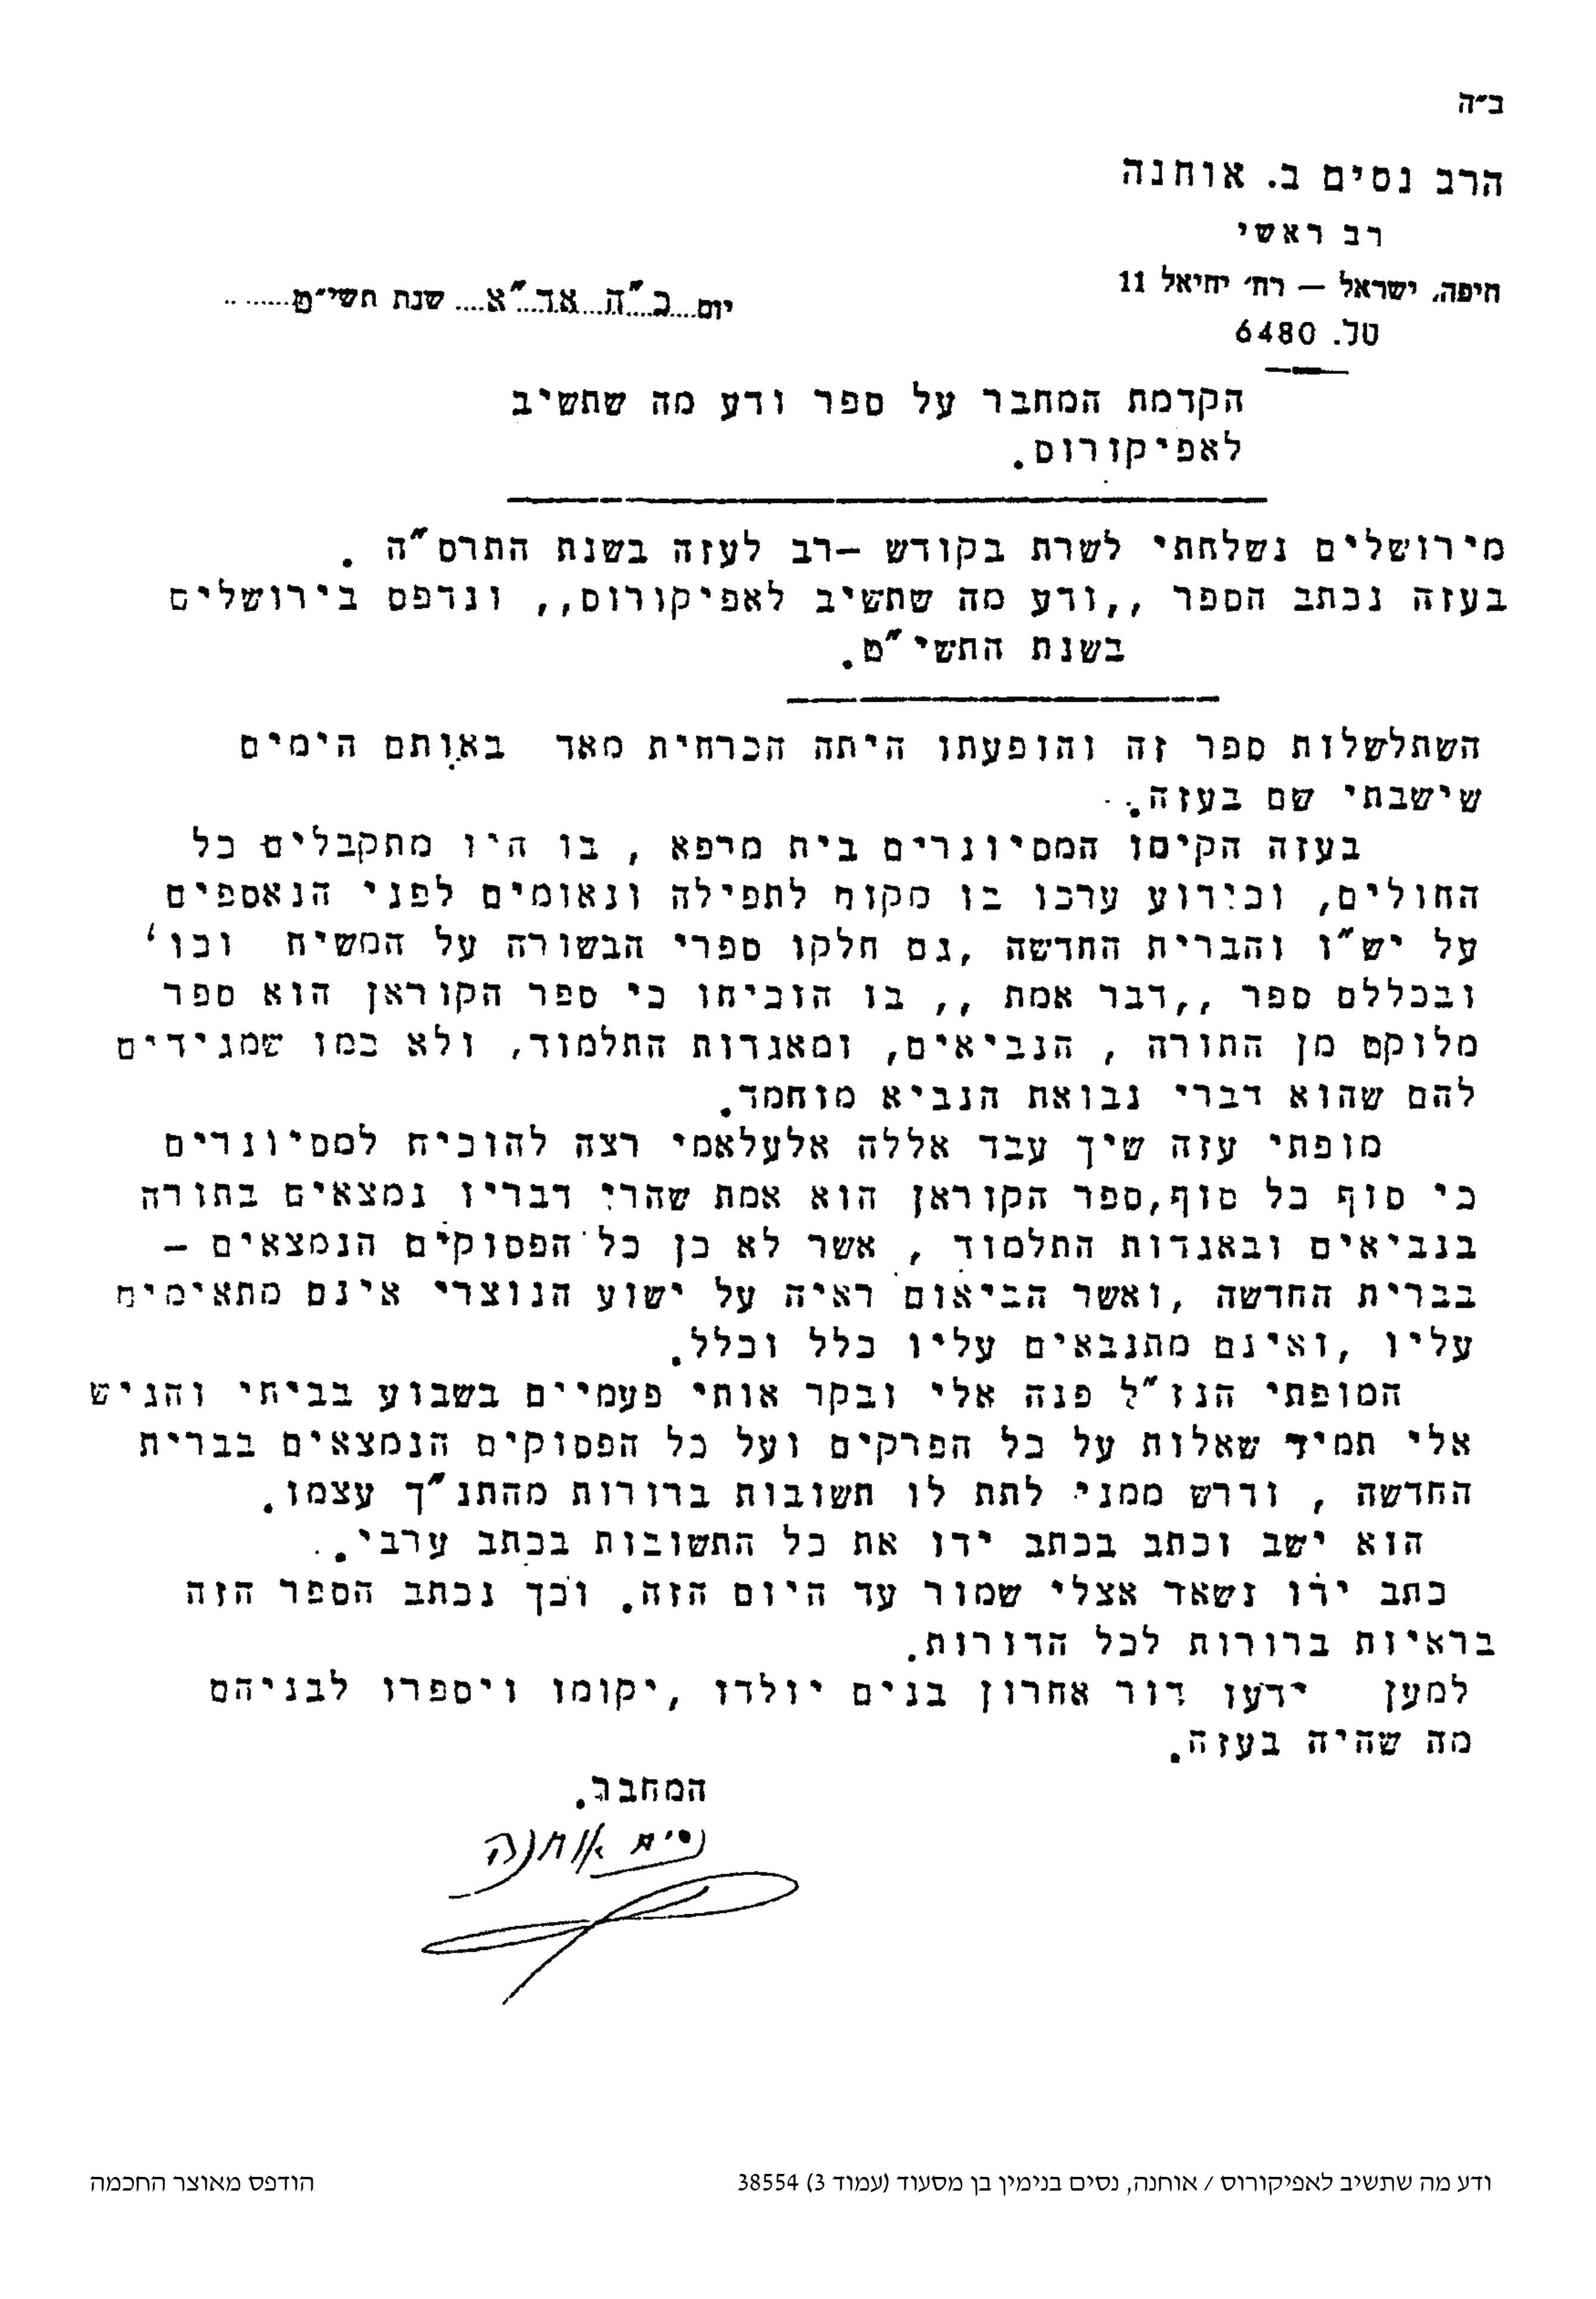 ב״ה
הרב נסים ב. אוחנה
רב ראשי
חיפה, ישראל – רח׳ יחיאל 11
טל. 6480
יום....כ״ה...אד״א....שנת תשי״ט........
הקדמת המחבר על ספר ודע מה שתשיב
לאפיקורוס.
מירושלים נשלחתי לשרת בקודש –רב לעזה בשנת התרס״ה .
בעזה נכתב הספר ,,ודע מה שתשיב לאפיקורוס,, ונדפס בירושלים
בשנת התשי״ט.
השתלשלות ספר זה והופעתו היתה הכרחית מאד באותם הימים
שישבתי שם בעזה.
בעזה הקימו המסיונרים בית מרפא , בו היו מתקבלים כל
החולים, וכידוע ערכו בו מקום לתפילה ונאומים לפני הנאספים
על יש״ו והברית החדשה ,גם חלקו ספרי הבשורה על המשיח וכו׳
ובכללם ספר ,,דבר אמת ,, בו הוכיחו כי ספר הקוראן הוא ספר
מלוקט מן התורה , הנביאים, ומאגדות התלמוד, ולא כמו שמגידים
להם שהוא דברי נבואת הנביא מוחמד.
מופתי עזה שיך עבד אללה אלעלאמי רצה להוכיח למסיונרים
כי סוף כל סוף,ספר הקוראן הוא אמת שהרי דבריו נמצאים בתורה
בנביאים ובאגדות התלמוד , אשר לא כן כל הפסוקים הנמצאים –
בברית החדשה ,ואשר הביאום ראיה על ישוע הנוצרי אינם מתאימים
עליו ,ואינם מתנבאים עליו כלל וכלל.
המופתי הנז״ל פנה אלי ובקר אותי פעמיים בשבוע בביתי והגיש
אלי תמיד שאלות על כל הפרקים ועל כל הפסוקים הנמצאים בברית
החדשה , ודרש ממני לתת לו תשובות ברורות מהתנ״ך עצמו.
הוא ישב וכתב בכתב ידו את כל התשובות בכתב ערבי.
כתב ידו נשאר אצלי שמור עד היום הזה. וכך נכתב הספר הזה
בראיות ברורות לכל הדורות.
למען ידעו דור אחרון בנים יולדו ,יקומו ויספרו לבניהם
מה שהיה בעזה.
המחבר.
נסים אוחנה
ודע מה שתשיב לאפיקורוס / אוחנה, נסים בנימין בן מסעוד (עמוד 3) 38554 הודפס מאוצר החכמה